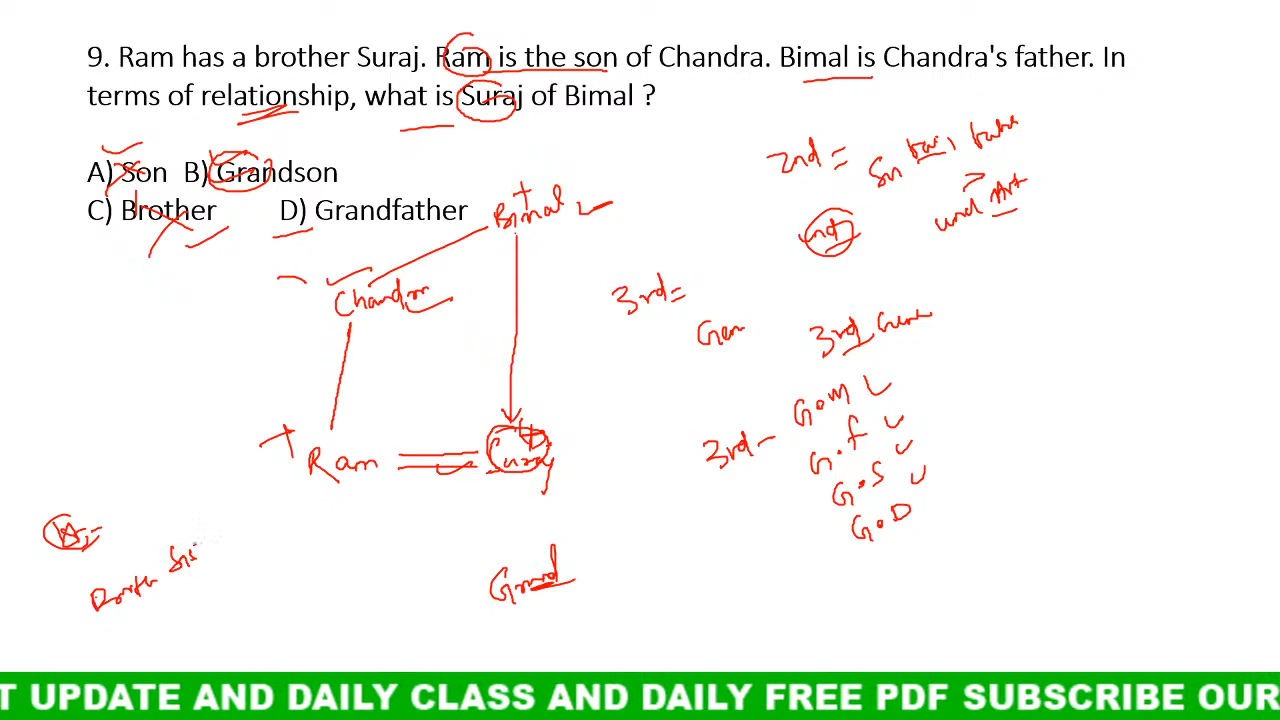 9. Ram has a brother Suraj. Ram is the son of Chandra. Bimal is Chandra's father. In
terms of relationship, what is Suraj of Bimal ?
A) Son B) Grandson
C) Brother D) Grandfather
2nd =
Bimal
Chandra
3rd =
3rd Gene
G.M
3rd - G.F
G.S
G.D
Ram
Suraj
Grand
T UPDATE AND DAILY CLASS AND DAILY FREE PDF SUBSCRIBE OUR